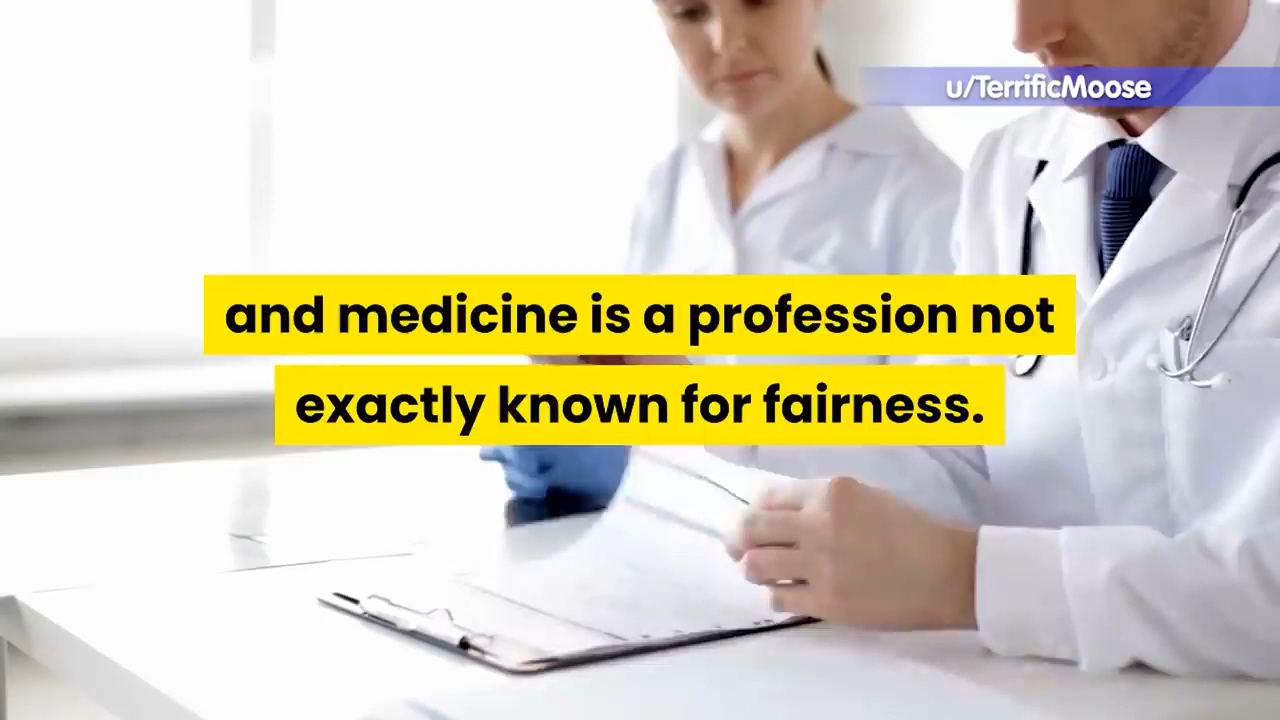 u/TerrificMoose
and medicine is a profession not
exactly known for fairness.